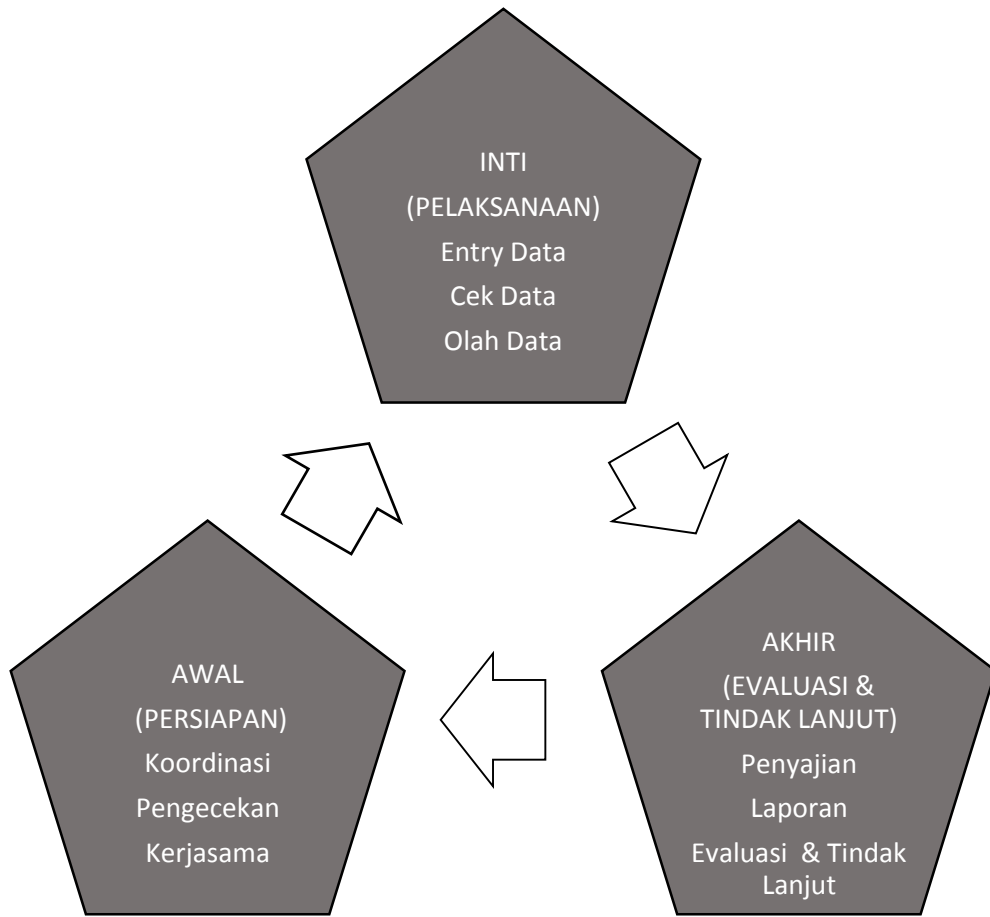 INTI
(PELAKSANAAN)
Entry Data
Cek Data
Olah Data
AWAL
(PERSIAPAN)
Koordinasi
Pengecekan
Kerjasama
AKHIR
(EVALUASI &
TINDAK LANJUT)
Penyajian
Laporan
Evaluasi & Tindak
Lanjut